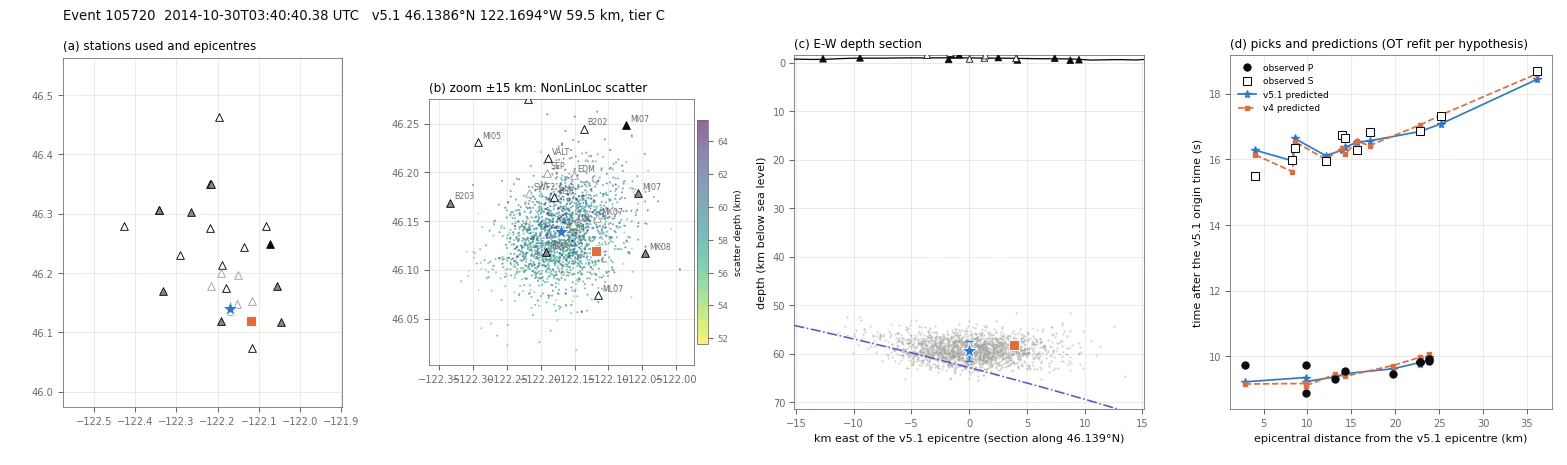 Event 105720  2014-10-30T03:40:40.38 UTC   v5.1 46.1386°N 122.1694°W 59.5 km, tier C
(a) stations used and epicentres
46.5
46.4
46.3
46.2
46.1
46.0
−122.5 −122.4 −122.3 −122.2 −122.1 −122.0 −121.9
(b) zoom ±15 km: NonLinLoc scatter
46.25
46.20
46.15
46.10
46.05
B202
MI07
MI05
VALT
SEP
EDM
SWF2
MJ07
B203
MK07
MK08
ML07
−122.35 −122.30 −122.25 −122.20 −122.15 −122.10 −122.05 −122.00
64
62
60
58
56
54
52
scatter depth (km)
(c) E-W depth section
0
10
20
30
40
50
60
70
depth (km below sea level)
−15 −10 −5 0 5 10 15
km east of the v5.1 epicentre (section along 46.139°N)
(d) picks and predictions (OT refit per hypothesis)
observed P
observed S
v5.1 predicted
v4 predicted
18
16
14
12
10
time after the v5.1 origin time (s)
5 10 15 20 25 30 35
epicentral distance from the v5.1 epicentre (km)